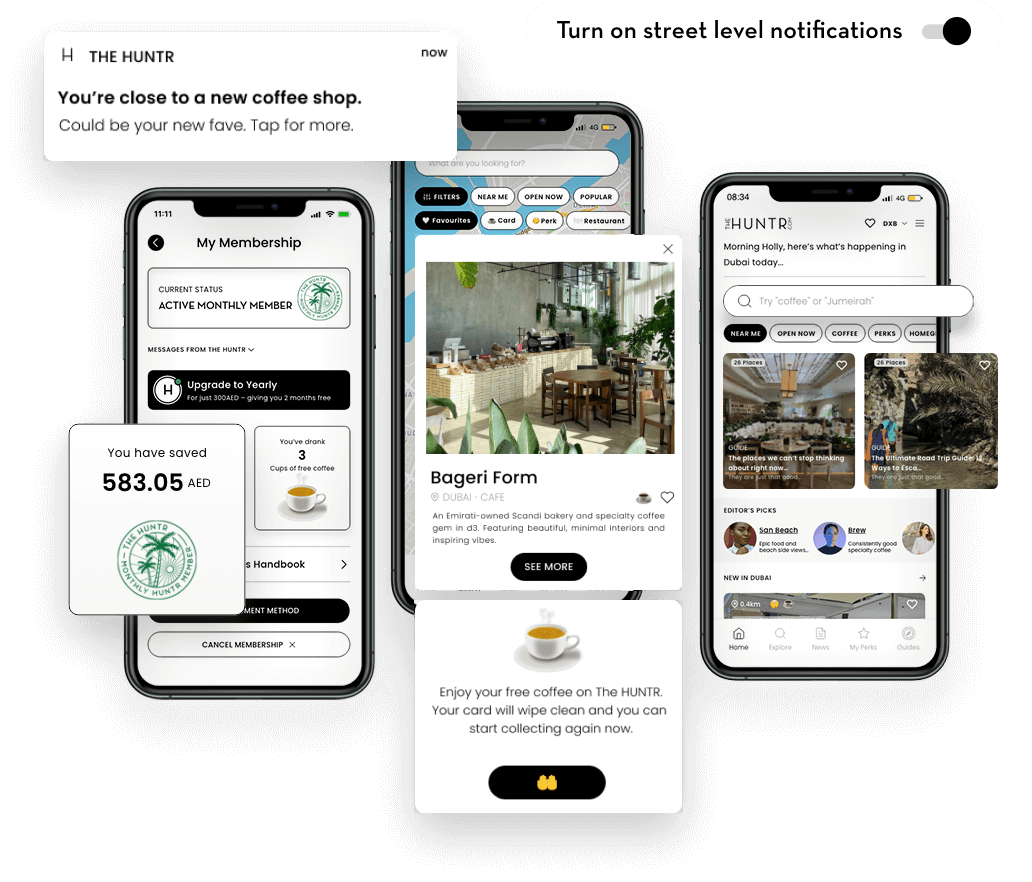 Turn on street level notifications
H THE HUNTR now
You're close to a new coffee shop.
Could be your new fave. Tap for more.
11:11
My Membership
CURRENT STATUS
ACTIVE MONTHLY MEMBER
THE HUNTR
MONTHLY HUNTR MEMBER
MESSAGES FROM THE HUNTR
H
Upgrade to Yearly
For just 300AED – giving you 2 months free
You have saved
583.05 AED
THE HUNTR
MONTHLY HUNTR MEMBER
You've drank
3
Cups of free coffee
s Handbook
MENT METHOD
CANCEL MEMBERSHIP ×
4G
What are you looking for?
FILTERS NEAR ME OPEN NOW POPULAR
Favourites Card Perk Restaurant
Bageri Form
DUBAI · CAFE
An Emirati-owned Scandi bakery and specialty coffee
gem in d3. Featuring beautiful, minimal interiors and
inspiring vibes.
SEE MORE
Enjoy your free coffee on The HUNTR.
Your card will wipe clean and you can
start collecting again now.
08:34 4G
THE HUNTR.COM DXB
Morning Holly, here's what's happening in
Dubai today…
Try "coffee" or "Jumeirah"
NEAR ME OPEN NOW COFFEE PERKS HOMEG
26 Places
GUIDE
The places we can't stop thinking
about right now...
They are just that good...
26 Places
GUIDE
The Ultimate Road Trip Guide: 12
Ways to Esca...
They are just that good...
EDITOR'S PICKS
San Beach
Epic food and
beach side views...
Brew
Consistently good
specialty coffee
NEW IN DUBAI
0.4km
Home Explore News My Perks Guides